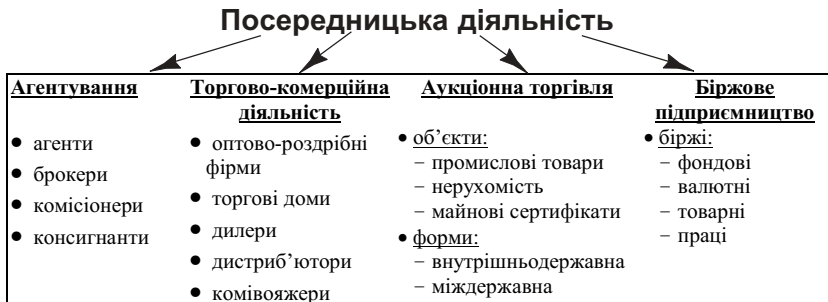 Посередницька діяльність
Агентування
• агенти
• брокери
• комісіонери
• консигнанти
Торгово-комерційна
діяльність
• оптово-роздрібні
фірми
• торгові доми
• дилери
• дистриб’ютори
• комівояжери
Аукціонна торгівля
• об’єкти:
− промислові товари
− нерухомість
− майнові сертифікати
• форми:
− внутрішньодержавна
− міждержавна
Біржове
підприємництво
• біржі:
− фондові
− валютні
− товарні
− праці